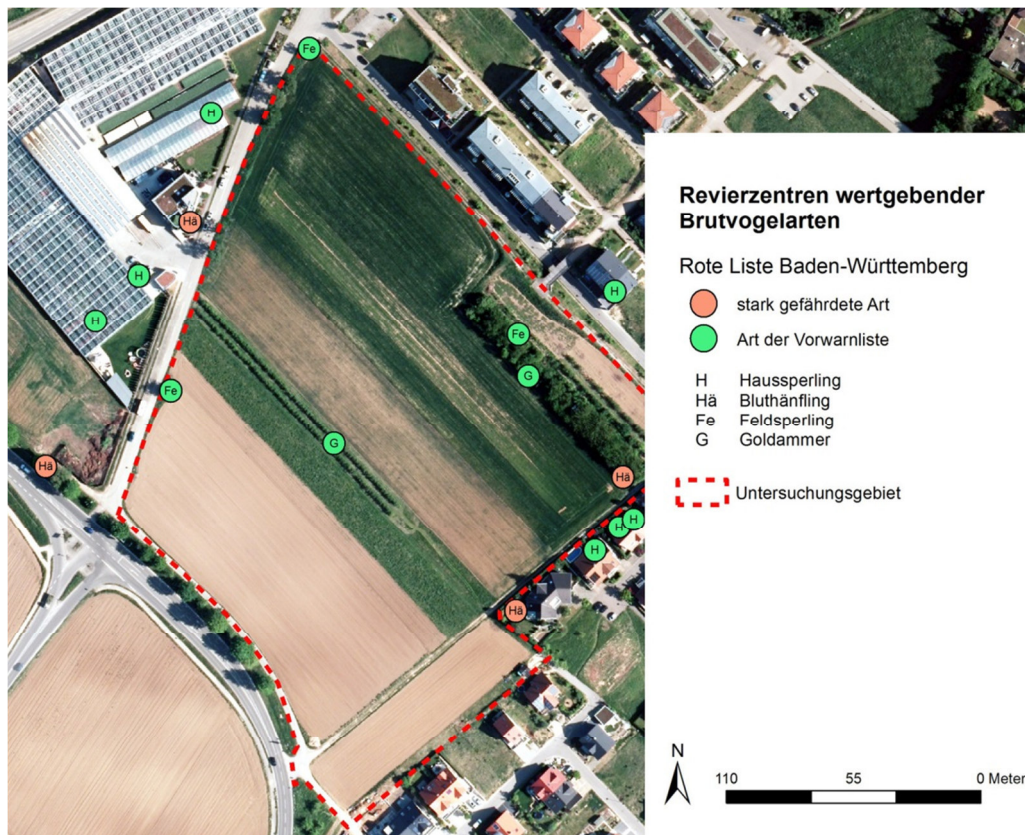 Fe
H
Hä
H
H
H
Fe
G
Fe
G
Hä
Hä
H
H
H
Hä
Revierzentren wertgebender
Brutvogelarten
Rote Liste Baden-Württemberg
stark gefährdete Art
Art der Vorwarnliste
H Haussperling
Hä Bluthänfling
Fe Feldsperling
G Goldammer
Untersuchungsgebiet
N
110 55 0 Meter